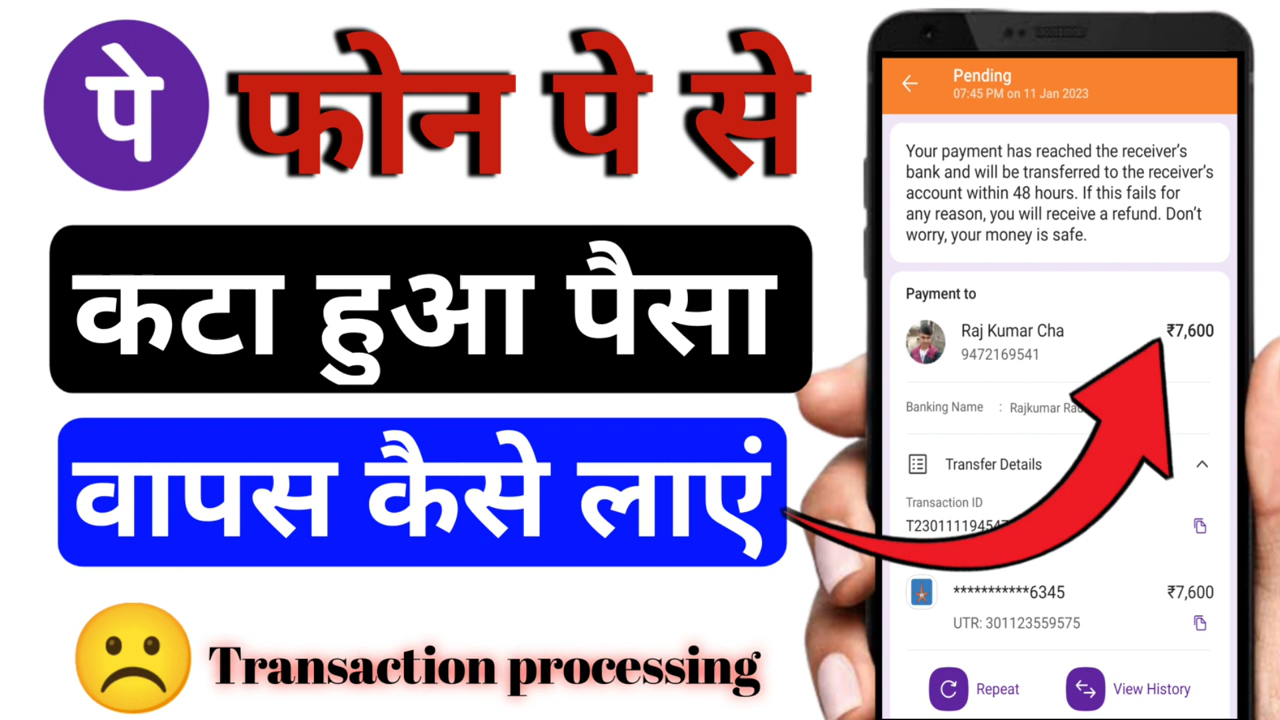 पे
फोन पे से
कटा हुआ पैसा
वापस कैसे लाएं
Transaction processing
Pending
07:45 PM on 11 Jan 2023
Your payment has reached the receiver's
bank and will be transferred to the receiver's
account within 48 hours. If this fails for
any reason, you will receive a refund. Don't
worry, your money is safe.
Payment to
Raj Kumar Cha ₹7,600
9472169541
Banking Name : Rajkumar
Transfer Details
Transaction ID
***********6345 ₹7,600
UTR: 301123559575
Repeat View History